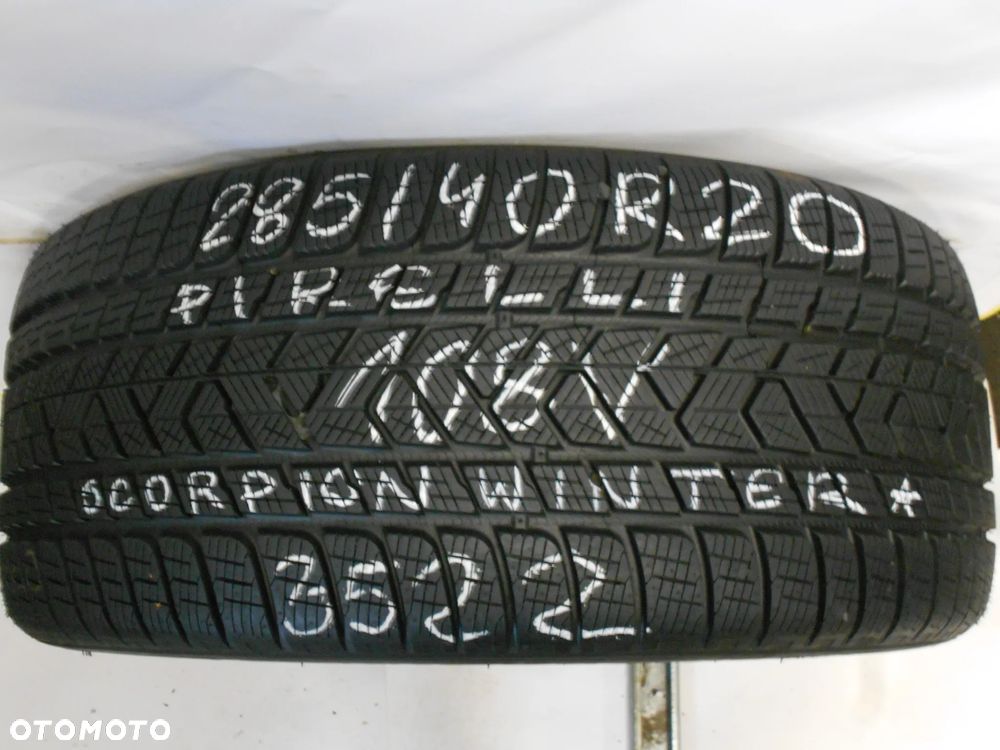 285/40R20
PIRELLI
108V
SCORPION WINTER *
3522
OTOMOTO